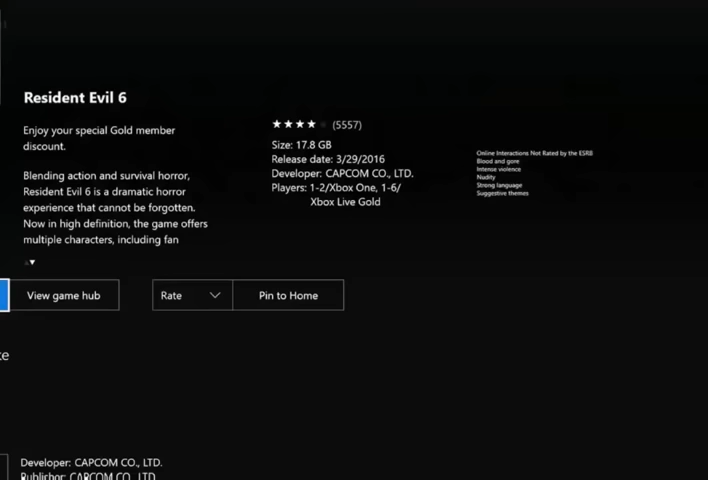 Resident Evil 6
Enjoy your special Gold member
discount.
Blending action and survival horror,
Resident Evil 6 is a dramatic horror
experience that cannot be forgotten.
Now in high definition, the game offers
multiple characters, including fan
(5557)
Size: 17.8 GB
Release date: 3/29/2016
Developer: CAPCOM CO., LTD.
Players: 1-2/Xbox One, 1-6/
Xbox Live Gold
Online Interactions Not Rated by the ESRB
Blood and gore
Intense violence
Nudity
Strong language
Suggestive themes
View game hub
Rate
Pin to Home
Developer: CAPCOM CO., LTD.
Publisher: CAPCOM CO., LTD.